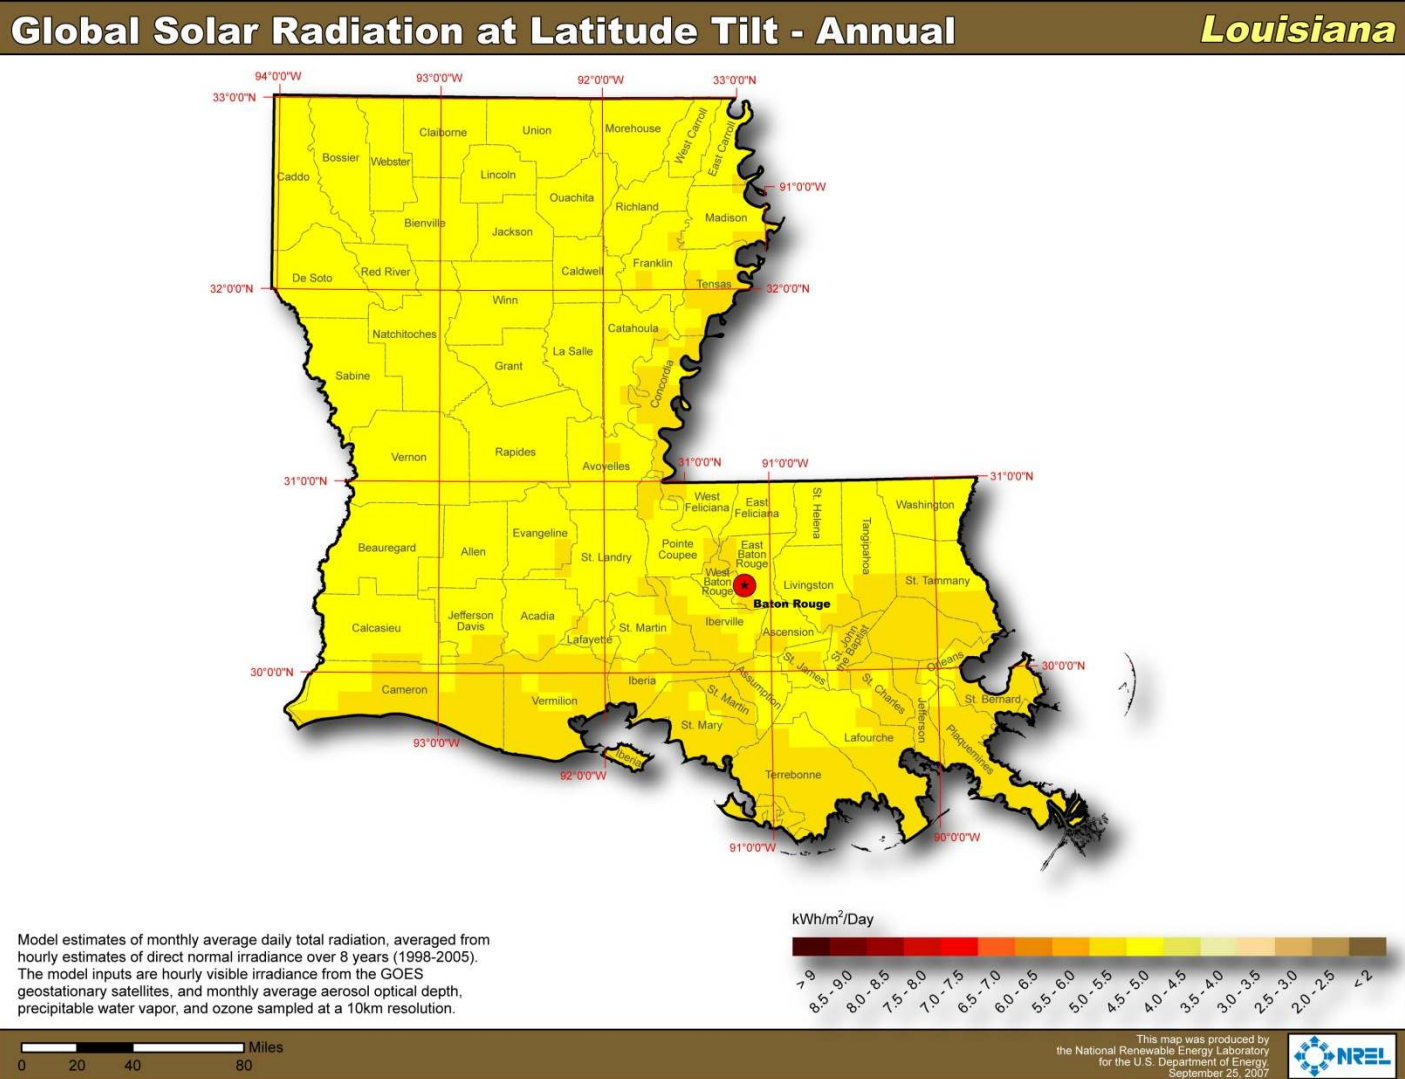 Global Solar Radiation at Latitude Tilt - Annual
Louisiana
94°0'0"W
93°0'0"W
92°0'0"W
33°0'0"N
33°0'0"N
Claiborne
Union
Morehouse
West Carroll
East Carroll
Bossier
Webster
Caddo
Lincoln
91°0'0"W
Ouachita
Richland
Madison
Bienville
Jackson
De Soto
Red River
Caldwell
Franklin
Tensas
32°0'0"N
32°0'0"N
Winn
Natchitoches
Catahoula
La Salle
Grant
Sabine
Concordia
Vernon
Rapides
Avoyelles
31°0'0"N
31°0'0"N
91°0'0"W
31°0'0"N
West
Feliciana
East
Feliciana
St. Helena
Tangipahoa
Washington
Beauregard
Allen
Evangeline
St. Landry
Pointe
Coupee
East
Baton
Rouge
West
Baton
Rouge
Livingston
St. Tammany
Baton Rouge
Calcasieu
Jefferson
Davis
Acadia
Lafayette
St. Martin
Iberville
Ascension
St. John
the Baptist
30°0'0"N
30°0'0"N
Cameron
Vermilion
Iberia
St. Martin
Assumption
St. James
St. Charles
Orleans
St. Bernard
Jefferson
Plaquemines
St. Mary
Lafourche
Terrebonne
Iberia
93°0'0"W
92°0'0"W
91°0'0"W
90°0'0"W
Model estimates of monthly average daily total radiation, averaged from
hourly estimates of direct normal irradiance over 8 years (1998-2005).
The model inputs are hourly visible irradiance from the GOES
geostationary satellites, and monthly average aerosol optical depth,
precipitable water vapor, and ozone sampled at a 10km resolution.
kWh/m²/Day
> 9
8.5 - 9.0
8.0 - 8.5
7.5 - 8.0
7.0 - 7.5
6.5 - 7.0
6.0 - 6.5
5.5 - 6.0
5.0 - 5.5
4.5 - 5.0
4.0 - 4.5
3.5 - 4.0
3.0 - 3.5
2.5 - 3.0
2.0 - 2.5
< 2
Miles
0 20 40 80
This map was produced by
the National Renewable Energy Laboratory
for the U.S. Department of Energy.
September 25, 2007
NREL